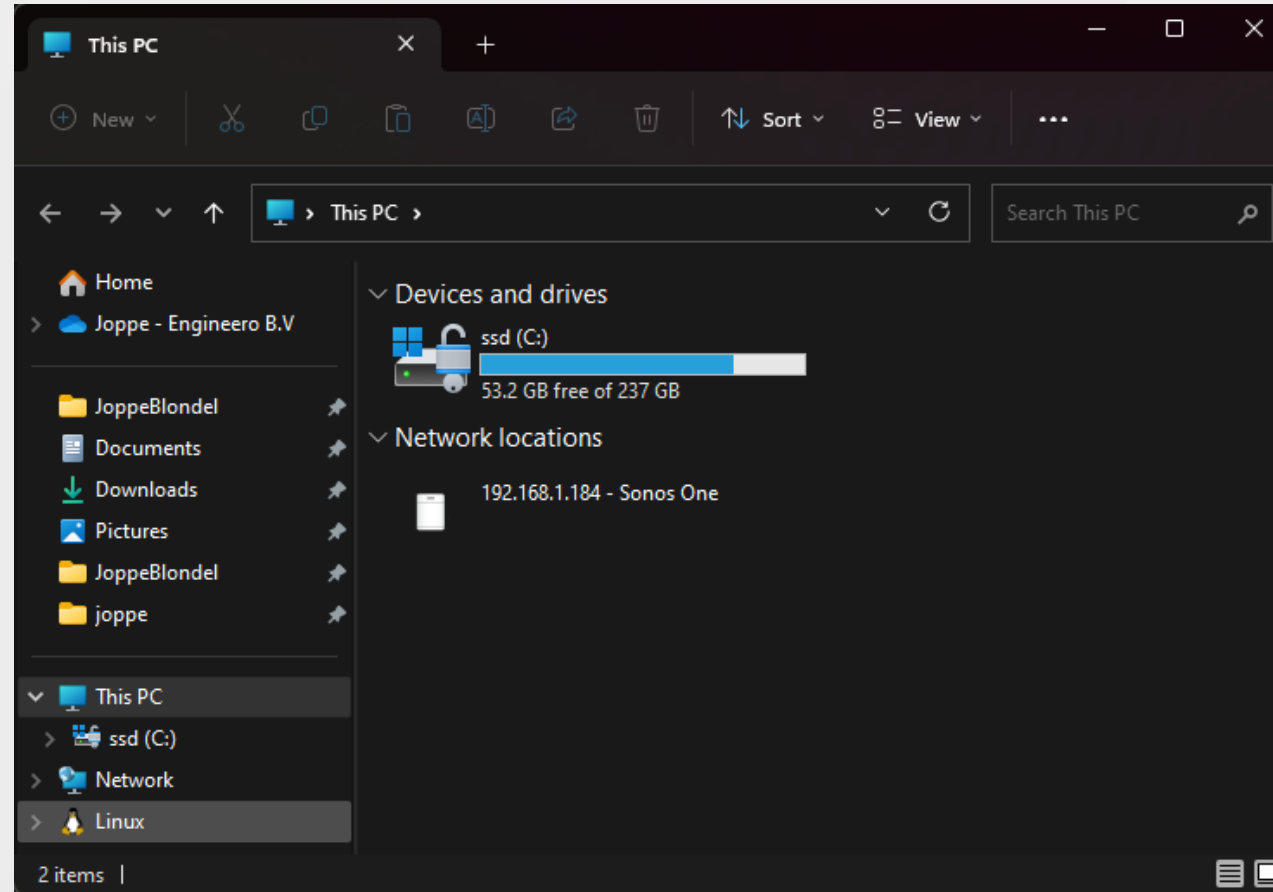 This PC
New
Sort
View
This PC
Search This PC
Home
Joppe - Engineero B.V
JoppeBlondel
Documents
Downloads
Pictures
JoppeBlondel
joppe
This PC
ssd (C:)
Network
Linux
Devices and drives
ssd (C:)
53.2 GB free of 237 GB
Network locations
192.168.1.184 - Sonos One
2 items